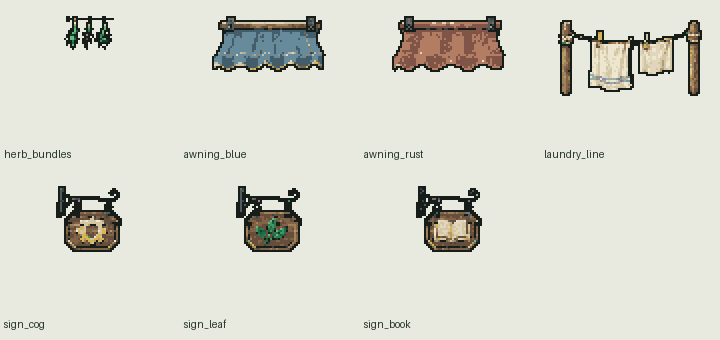 herb_bundles
awning_blue
awning_rust
laundry_line
sign_cog
sign_leaf
sign_book